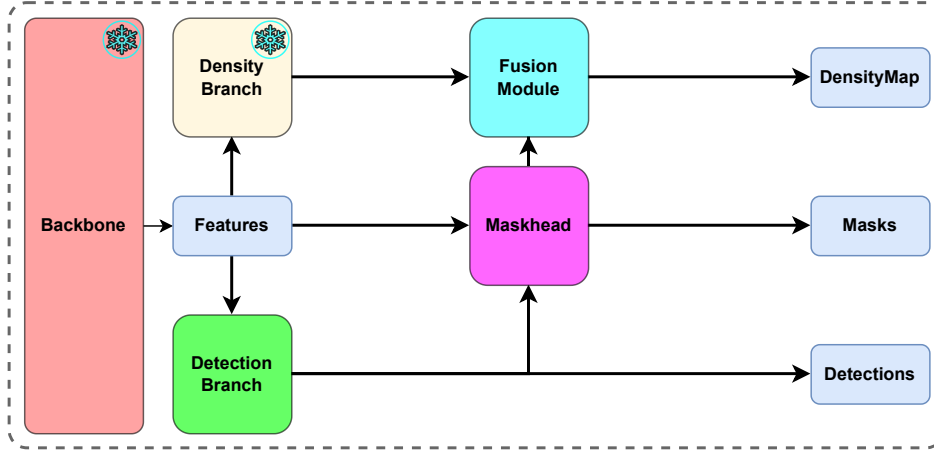 Density
Branch
Fusion
Module
DensityMap
Backbone
Features
Maskhead
Masks
Detection
Branch
Detections